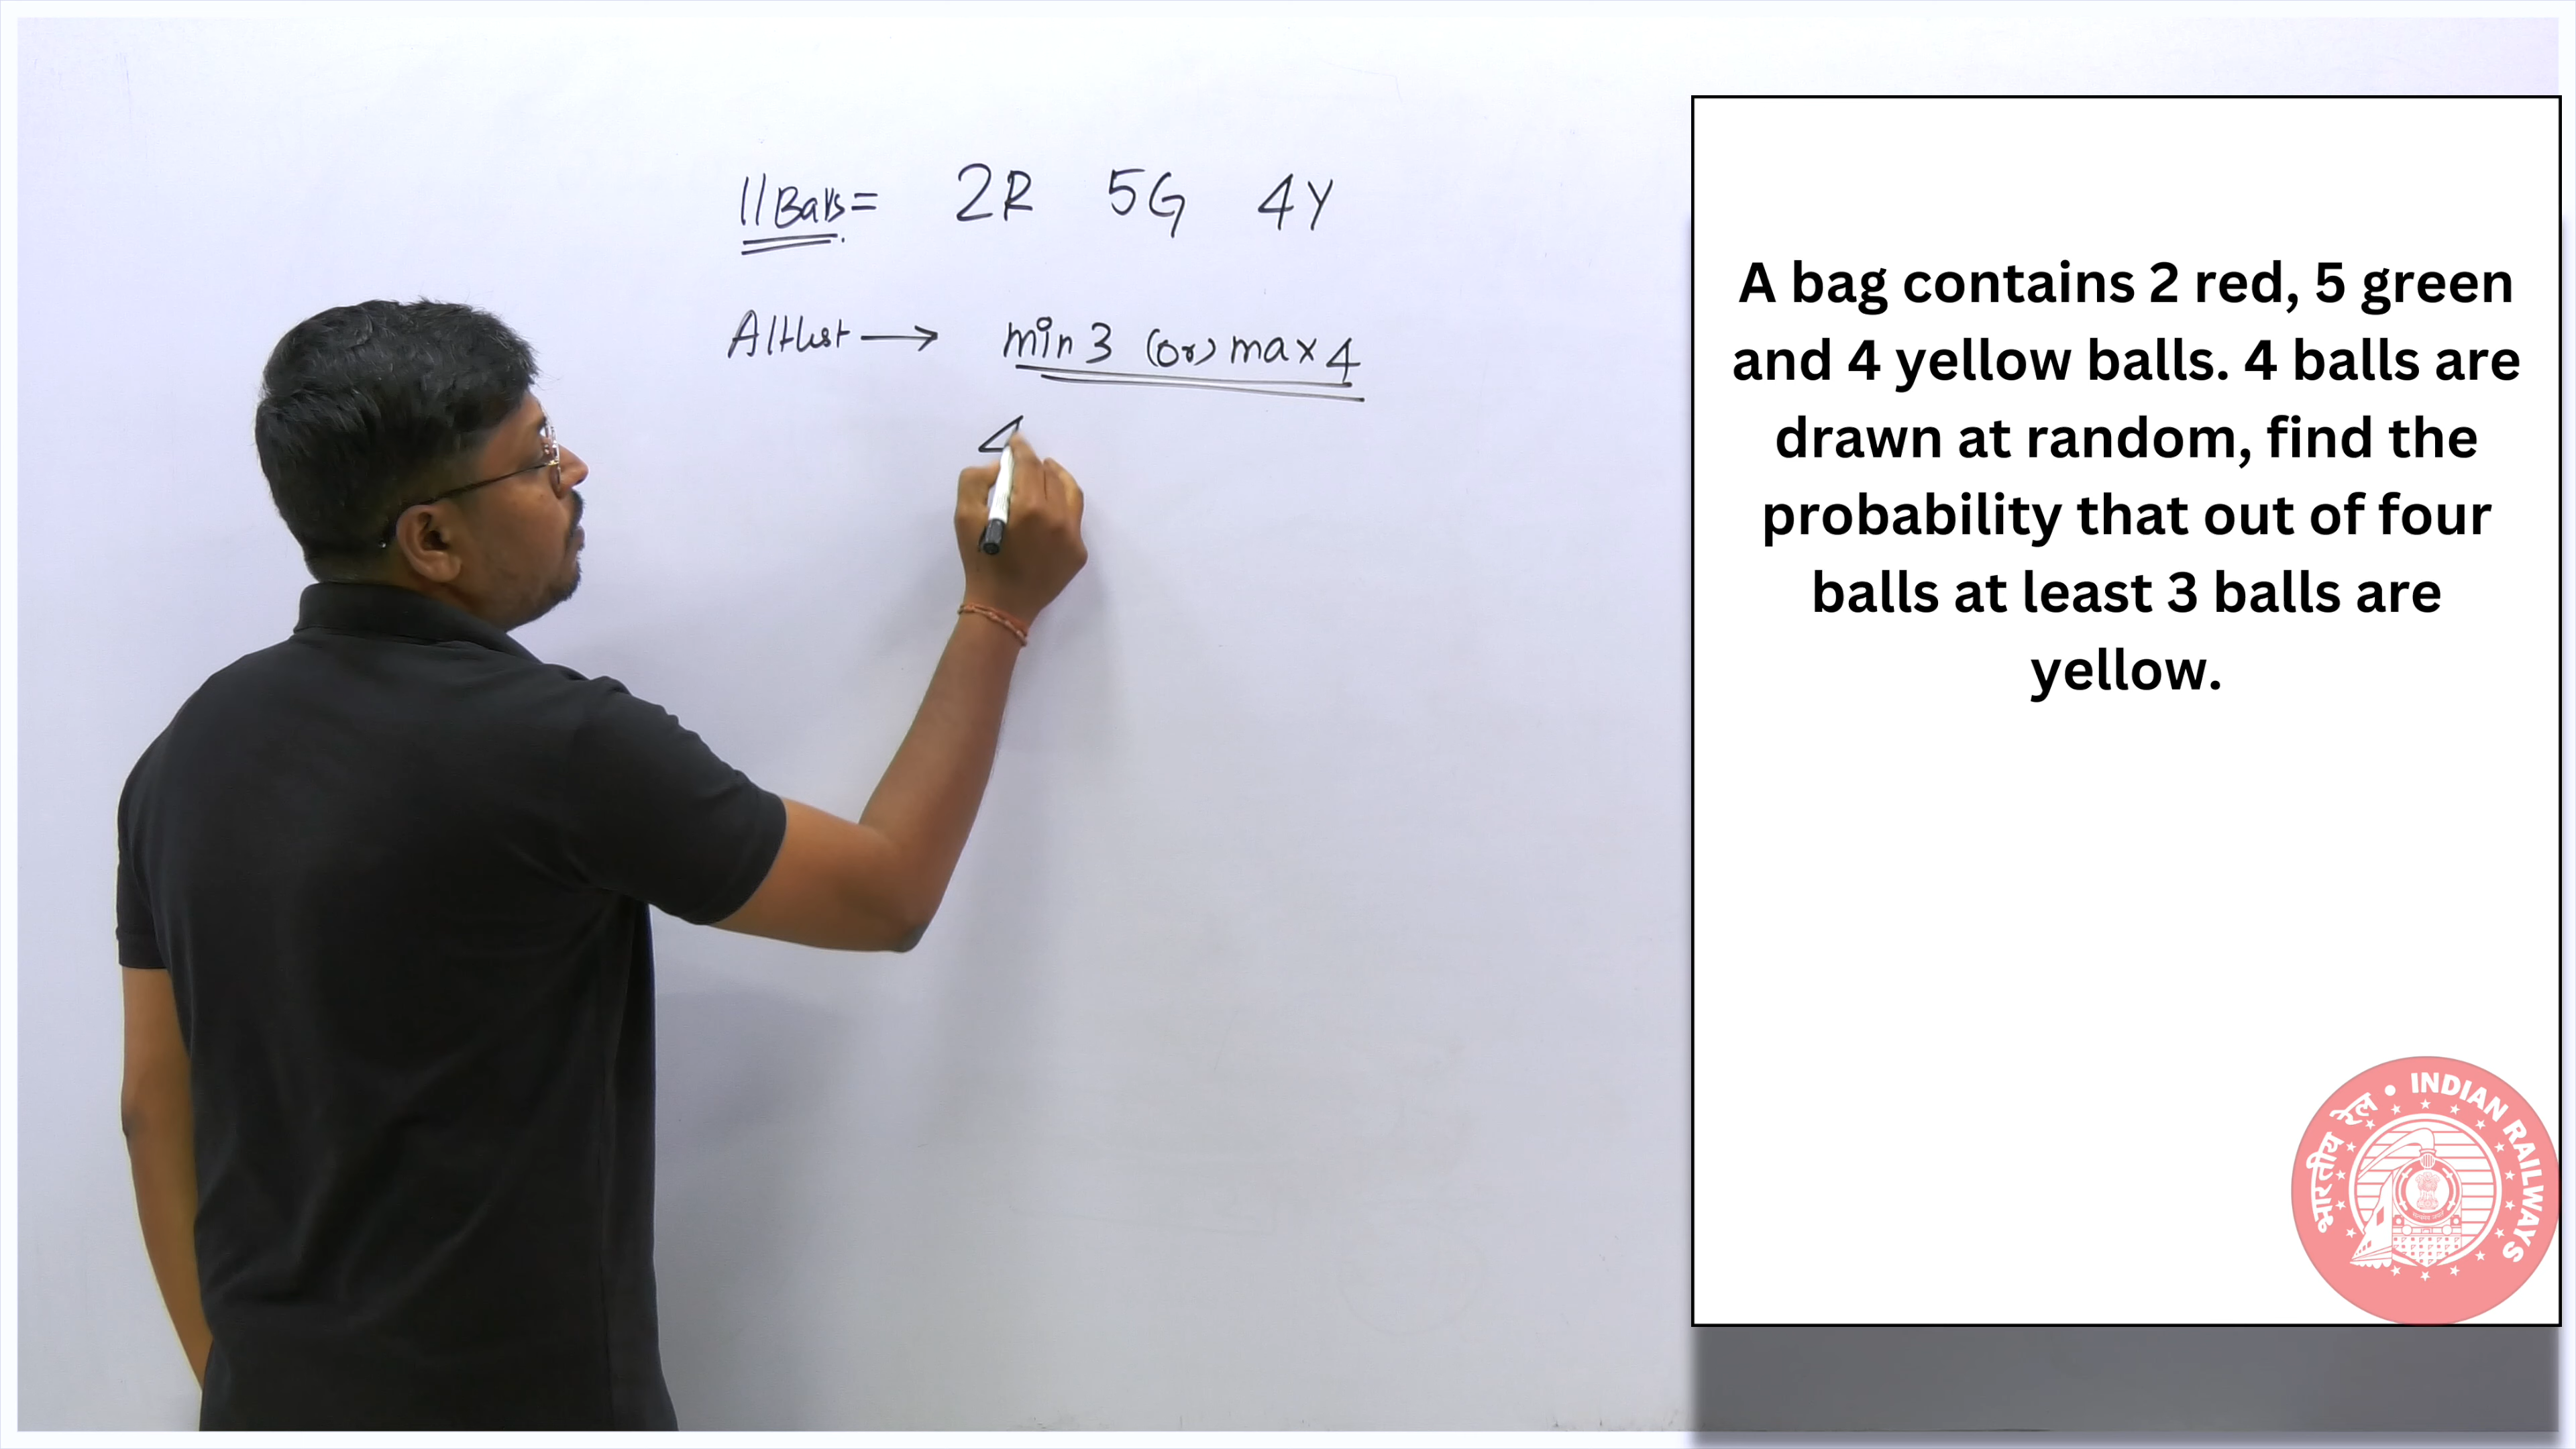 11 Balls = 2R 5G 4Y
Atlest → min 3 (or) max 4
4
A bag contains 2 red, 5 green
and 4 yellow balls. 4 balls are
drawn at random, find the
probability that out of four
balls at least 3 balls are
yellow.
भारतीय रेल • INDIAN RAILWAYS